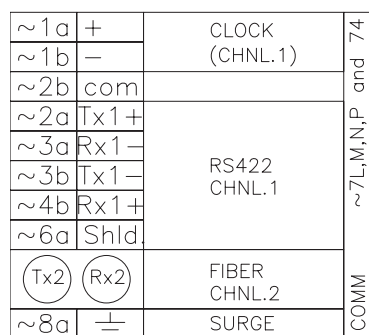 ~1a + CLOCK
~1b − (CHNL.1)
~2b com
~2a Tx1+
~3a Rx1−
~3b Tx1− RS422
~4b Rx1+ CHNL.1
~6a Shld.
Tx2 Rx2 FIBER
CHNL.2
~8a SURGE
COMM ~7L,M,N,P and 74